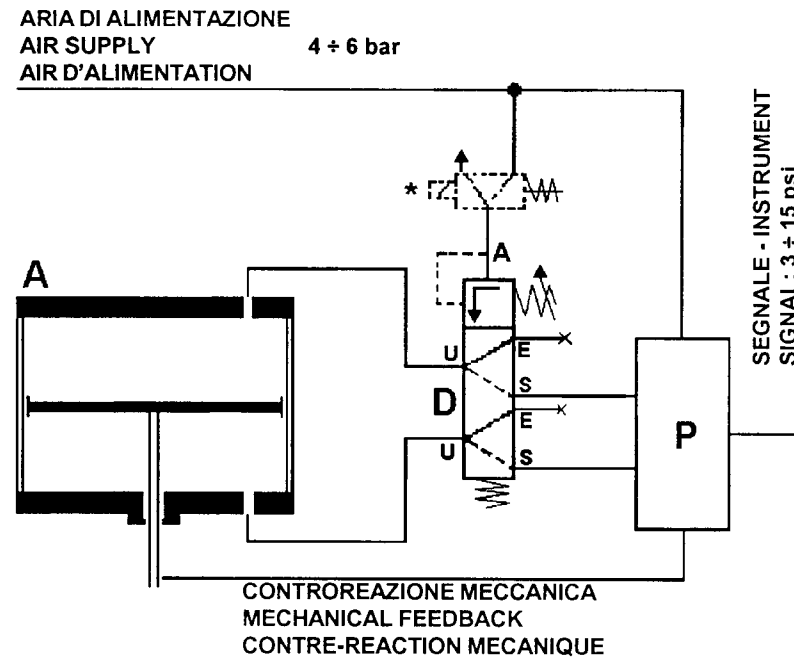 ARIA DI ALIMENTAZIONE
AIR SUPPLY 4 ÷ 6 bar
AIR D'ALIMENTATION
SEGNALE - INSTRUMENT
SIGNAL : 3 ÷ 15 psi
*
A
A
U
E
S
D
E
U
S
P
CONTROREAZIONE MECCANICA
MECHANICAL FEEDBACK
CONTRE-REACTION MECANIQUE